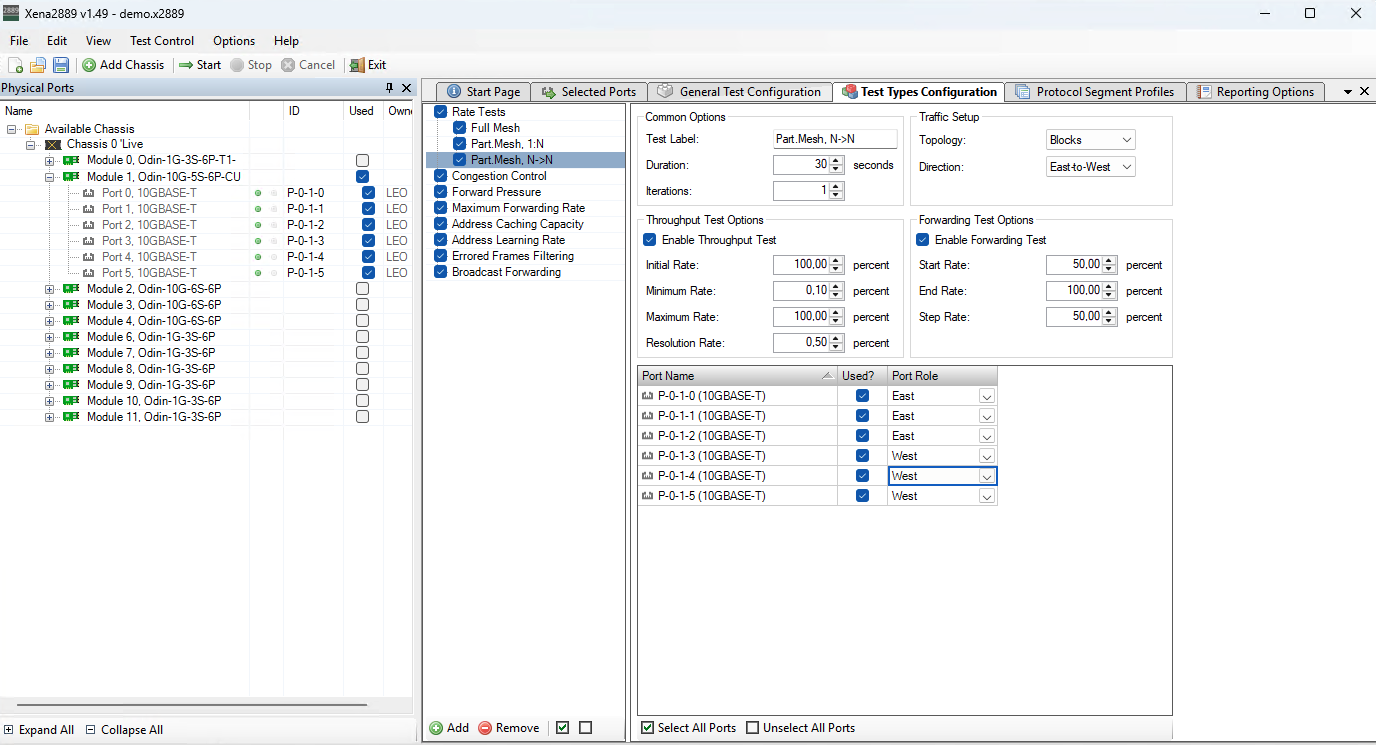 Xena2889 v1.49 - demo.x2889
File Edit View Test Control Options Help
Add Chassis Start Stop Cancel Exit
Physical Ports
Name ID Used Own
Available Chassis
Chassis 0 'Live
Module 0, Odin-1G-3S-6P-T1-
Module 1, Odin-10G-5S-6P-CU
Port 0, 10GBASE-T P-0-1-0 LEO
Port 1, 10GBASE-T P-0-1-1 LEO
Port 2, 10GBASE-T P-0-1-2 LEO
Port 3, 10GBASE-T P-0-1-3 LEO
Port 4, 10GBASE-T P-0-1-4 LEO
Port 5, 10GBASE-T P-0-1-5 LEO
Module 2, Odin-10G-6S-6P
Module 3, Odin-10G-6S-6P
Module 4, Odin-10G-6S-6P
Module 6, Odin-1G-3S-6P
Module 7, Odin-1G-3S-6P
Module 8, Odin-1G-3S-6P
Module 9, Odin-1G-3S-6P
Module 10, Odin-1G-3S-6P
Module 11, Odin-1G-3S-6P
Expand All Collapse All
Start Page Selected Ports General Test Configuration Test Types Configuration Protocol Segment Profiles Reporting Options
Rate Tests
Full Mesh
Part.Mesh, 1:N
Part.Mesh, N->N
Congestion Control
Forward Pressure
Maximum Forwarding Rate
Address Caching Capacity
Address Learning Rate
Errored Frames Filtering
Broadcast Forwarding
Add Remove
Common Options
Test Label: Part.Mesh, N->N
Duration: 30 seconds
Iterations: 1
Traffic Setup
Topology: Blocks
Direction: East-to-West
Throughput Test Options
Enable Throughput Test
Initial Rate: 100,00 percent
Minimum Rate: 0,10 percent
Maximum Rate: 100,00 percent
Resolution Rate: 0,50 percent
Forwarding Test Options
Enable Forwarding Test
Start Rate: 50,00 percent
End Rate: 100,00 percent
Step Rate: 50,00 percent
Port Name Used? Port Role
P-0-1-0 (10GBASE-T) East
P-0-1-1 (10GBASE-T) East
P-0-1-2 (10GBASE-T) East
P-0-1-3 (10GBASE-T) West
P-0-1-4 (10GBASE-T) West
P-0-1-5 (10GBASE-T) West
Select All Ports Unselect All Ports